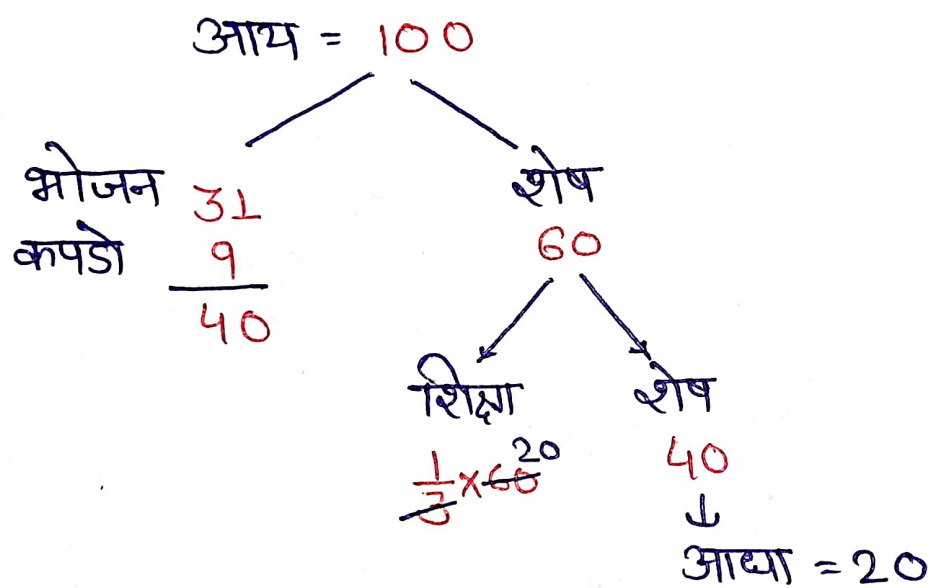 आय = 100
भोजन 31 शेष
कपडो 9 60
40
शिक्षा शेष
1/3 × 60 20 40
आधा = 20